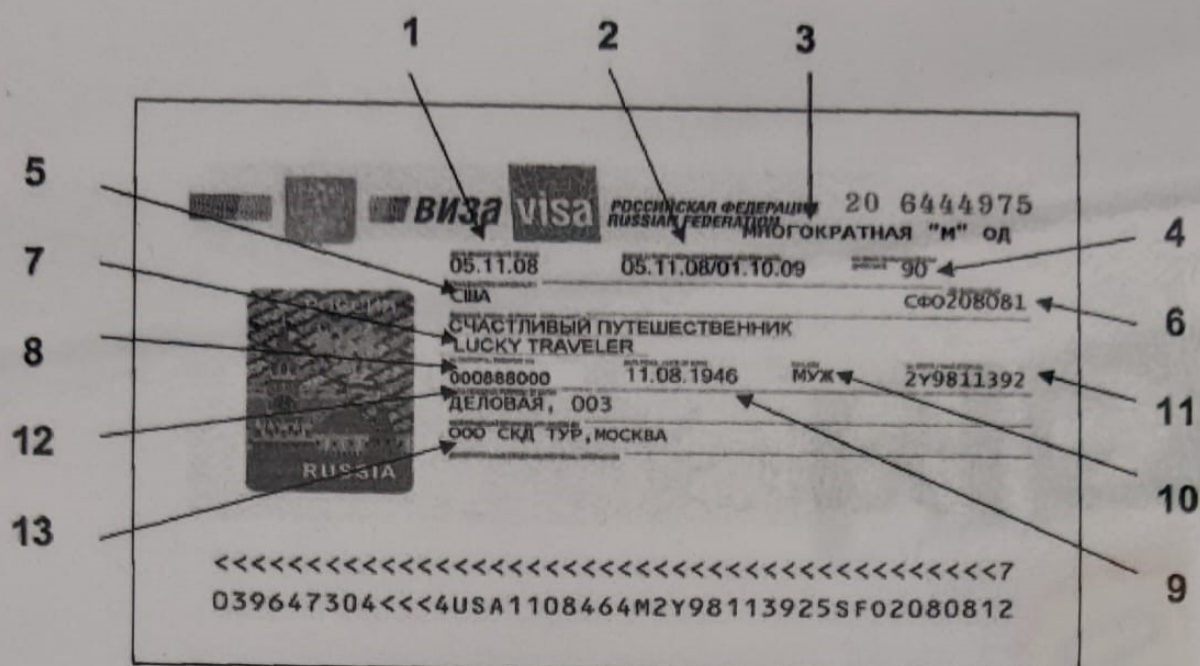 1 2 3
5 7 8 12 13
4 6 11 10 9
ВИЗА visa РОССИЙСКАЯ ФЕДЕРАЦИЯ 20 6444975
RUSSIAN FEDERATION
МНОГОКРАТНАЯ "М" ОД
05.11.08 05.11.08/01.10.09 90
США СФО208081
СЧАСТЛИВЫЙ ПУТЕШЕСТВЕННИК
LUCKY TRAVELER
000888000 11.08.1946 МУЖ 2Y9811392
ДЕЛОВАЯ, 003
ООО СКД ТУР,МОСКВА
RUSSIA
<<<<<<<<<<<<<<<<<<<<<<<<<<<<<<<<<<<<<<<<<<<7
039647304<<<4USA1108464M2Y98113925SF02080812